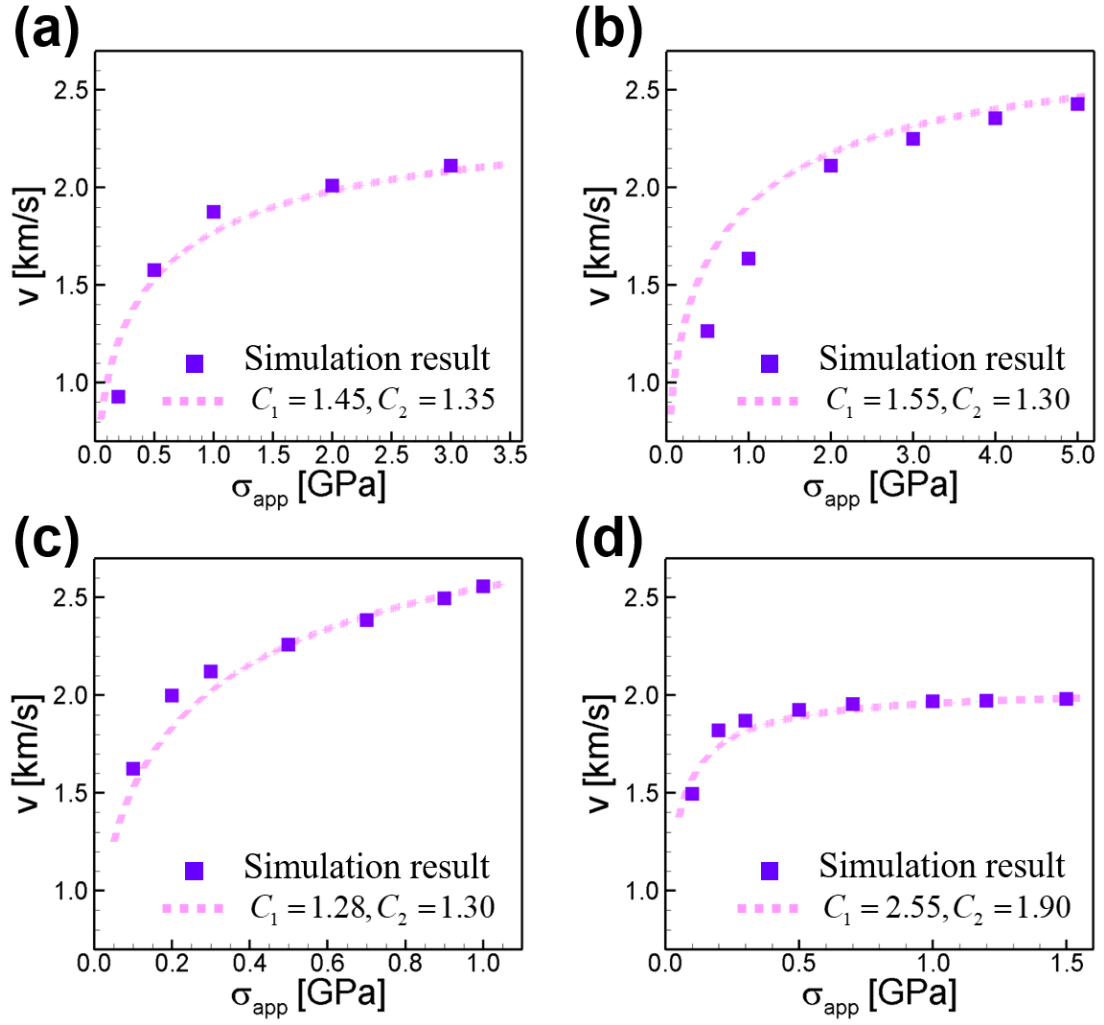 (a)
2.5
2.0
1.5
1.0
v [km/s]
Simulation result
C₁ = 1.45, C₂ = 1.35
0.0 0.5 1.0 1.5 2.0 2.5 3.0 3.5
σapp [GPa]
(b)
2.5
2.0
1.5
1.0
v [km/s]
Simulation result
C₁ = 1.55, C₂ = 1.30
0.0 1.0 2.0 3.0 4.0 5.0
σapp [GPa]
(c)
2.5
2.0
1.5
1.0
v [km/s]
Simulation result
C₁ = 1.28, C₂ = 1.30
0.0 0.2 0.4 0.6 0.8 1.0
σapp [GPa]
(d)
2.5
2.0
1.5
1.0
v [km/s]
Simulation result
C₁ = 2.55, C₂ = 1.90
0.0 0.5 1.0 1.5
σapp [GPa]